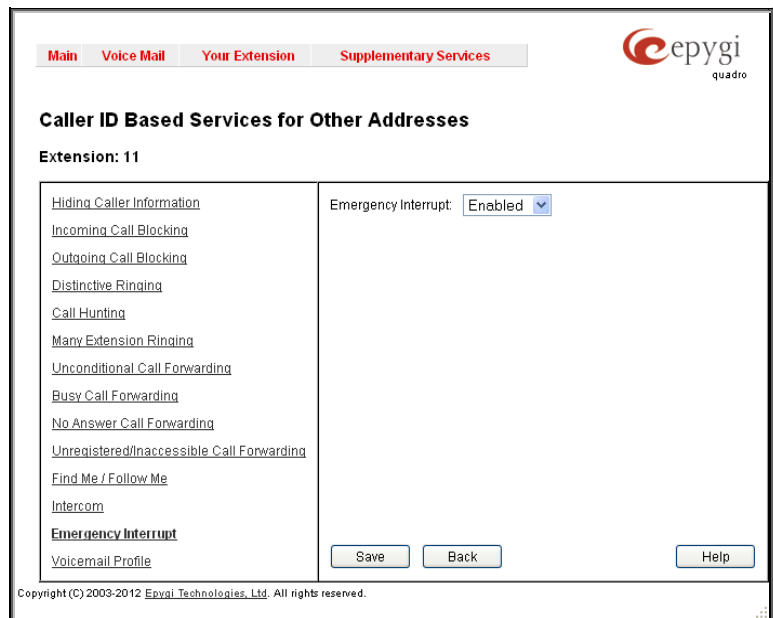 Main Voice Mail Your Extension Supplementary Services
epygi
quadro
Caller ID Based Services for Other Addresses
Extension: 11
Hiding Caller Information
Incoming Call Blocking
Outgoing Call Blocking
Distinctive Ringing
Call Hunting
Many Extension Ringing
Unconditional Call Forwarding
Busy Call Forwarding
No Answer Call Forwarding
Unregistered/Inaccessible Call Forwarding
Find Me / Follow Me
Intercom
Emergency Interrupt
Voicemail Profile
Emergency Interrupt: Enabled
Save Back Help
Copyright (C) 2003-2012 Epygi Technologies, Ltd. All rights reserved.